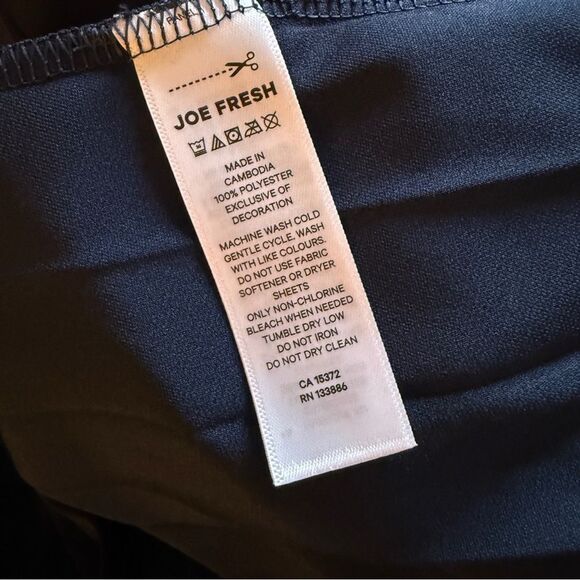 JOE FRESH
MADE IN
CAMBODIA
100% POLYESTER
EXCLUSIVE OF
DECORATION
MACHINE WASH COLD
GENTLE CYCLE. WASH
WITH LIKE COLOURS.
DO NOT USE FABRIC
SOFTENER OR DRYER
SHEETS
ONLY NON-CHLORINE
BLEACH WHEN NEEDED
TUMBLE DRY LOW
DO NOT IRON
DO NOT DRY CLEAN
CA 15372
RN 133886